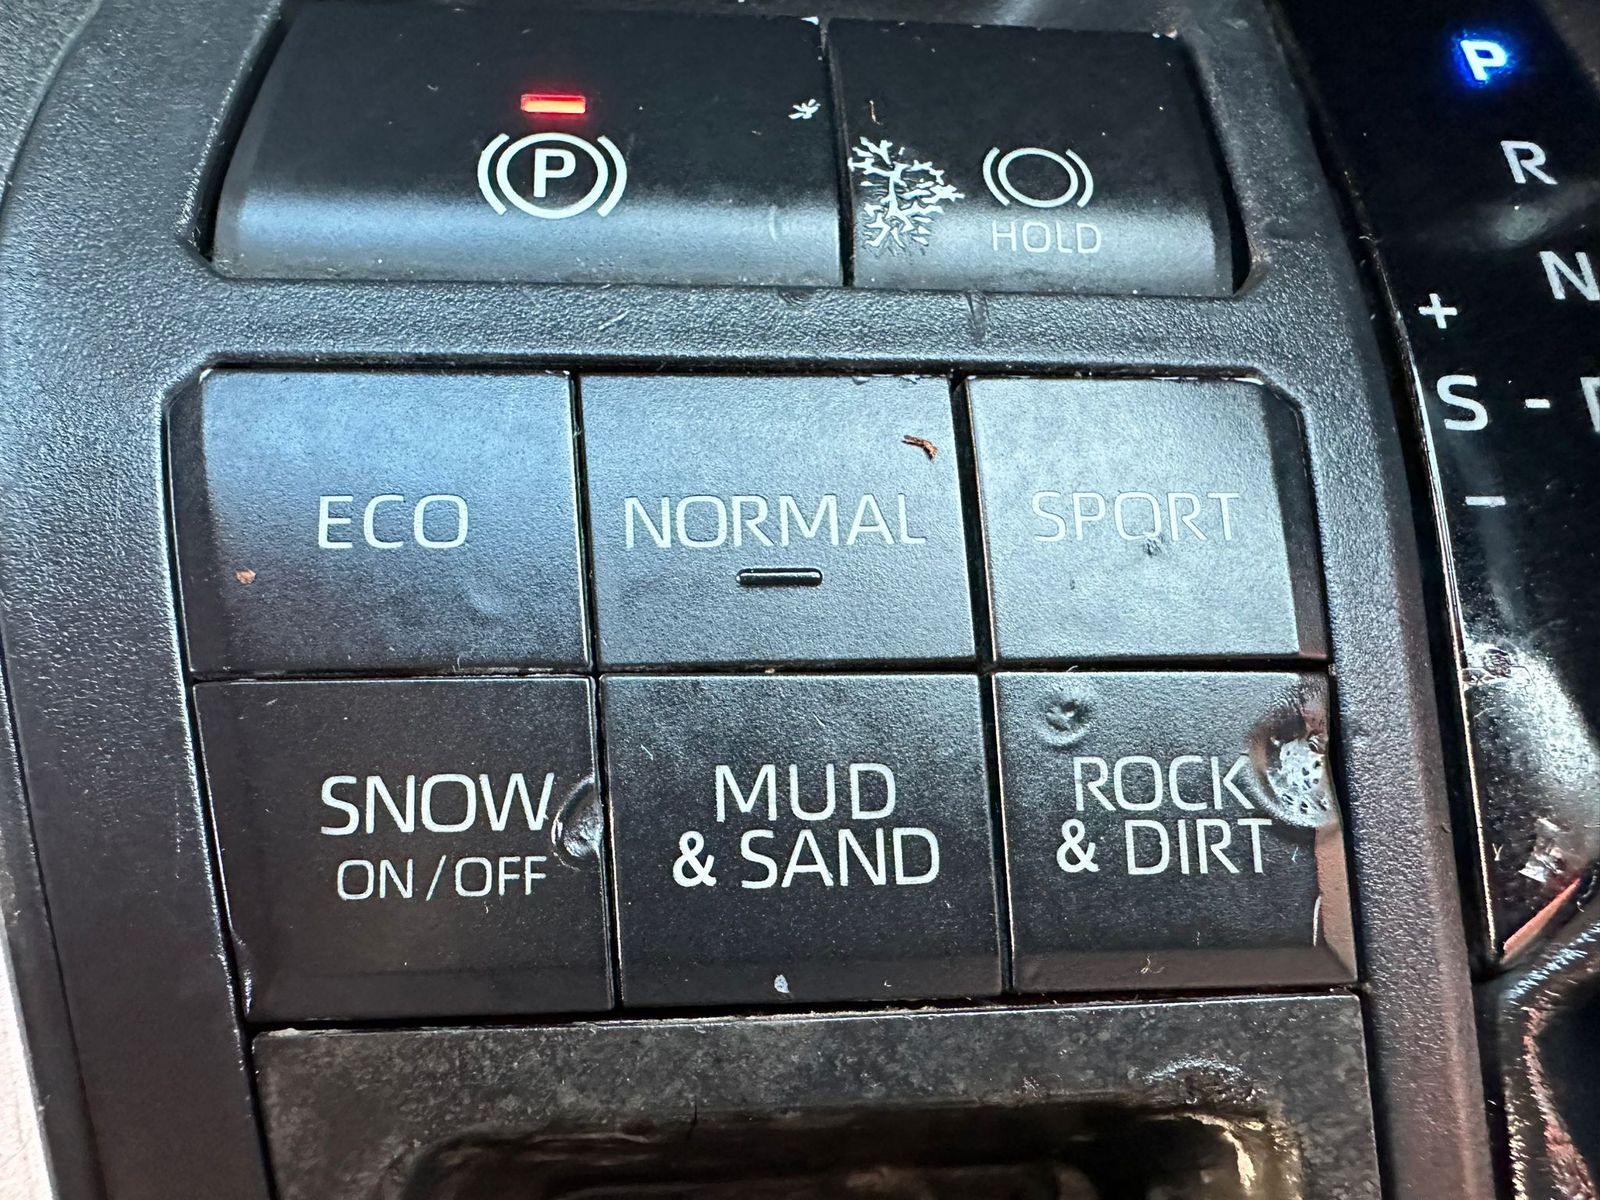 P
P
R
HOLD
N
+
S -
-
ECO
NORMAL
SPORT
SNOW
ON / OFF
MUD
& SAND
ROCK
& DIRT